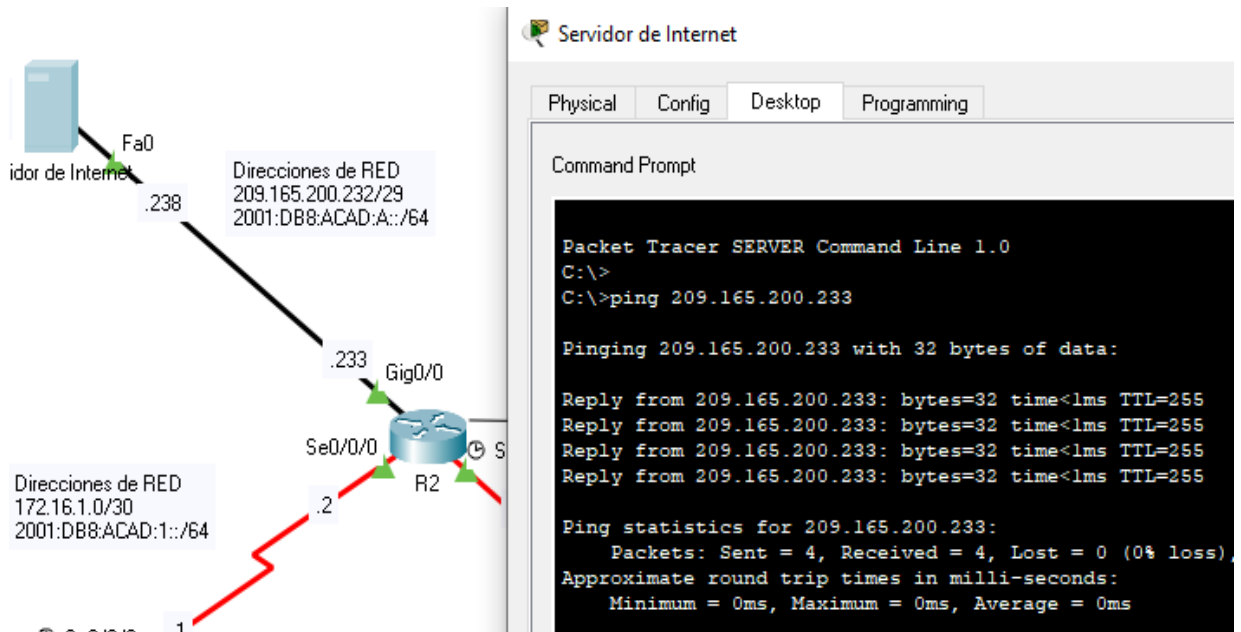 Fa0
idor de Internet
.238
Direcciones de RED
209.165.200.232/29
2001:DB8:ACAD:A::/64
.233
Gig0/0
Se0/0/0
S
R2
.2
Direcciones de RED
172.16.1.0/30
2001:DB8:ACAD:1::/64
.1
Servidor de Internet
Physical Config Desktop Programming
Command Prompt
Packet Tracer SERVER Command Line 1.0
C:\>
C:\>ping 209.165.200.233
Pinging 209.165.200.233 with 32 bytes of data:
Reply from 209.165.200.233: bytes=32 time<1ms TTL=255
Reply from 209.165.200.233: bytes=32 time<1ms TTL=255
Reply from 209.165.200.233: bytes=32 time<1ms TTL=255
Reply from 209.165.200.233: bytes=32 time<1ms TTL=255
Ping statistics for 209.165.200.233:
Packets: Sent = 4, Received = 4, Lost = 0 (0% loss),
Approximate round trip times in milli-seconds:
Minimum = 0ms, Maximum = 0ms, Average = 0ms